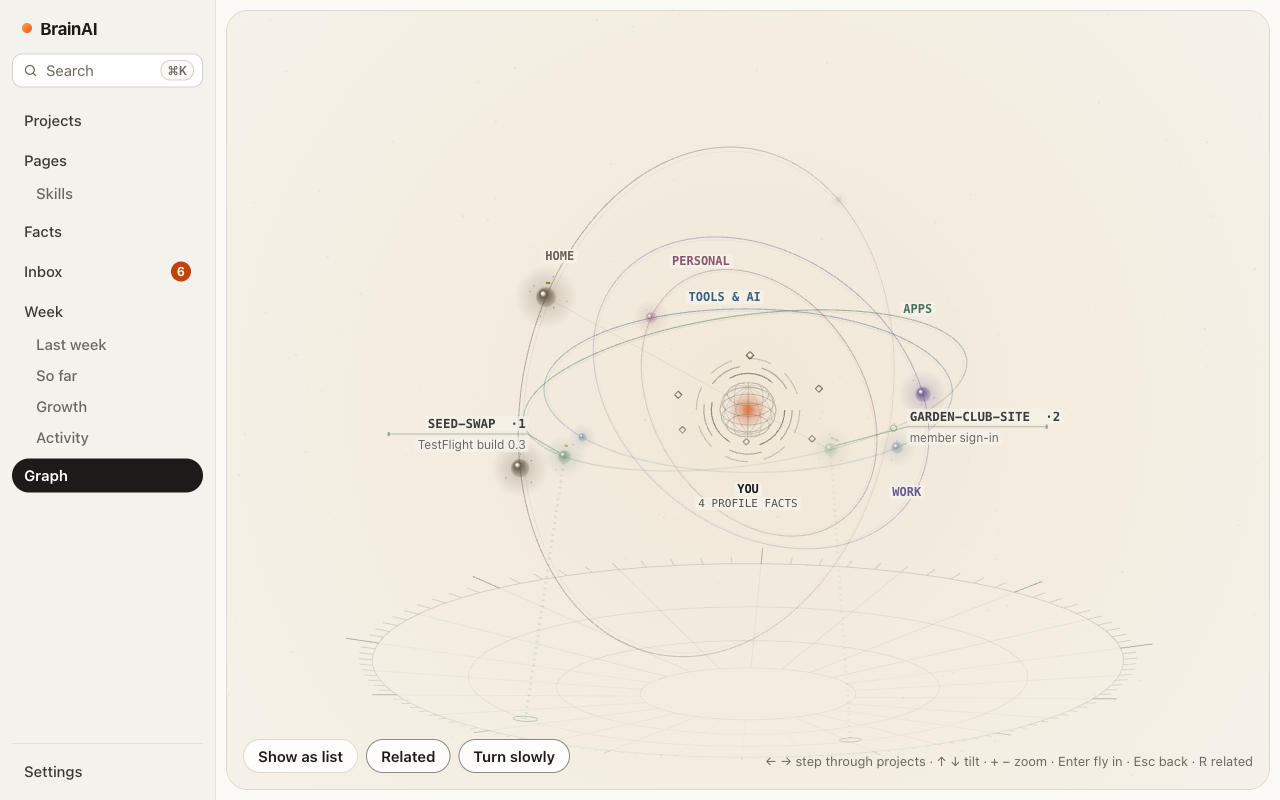 BrainAI
Search ⌘K
Projects
Pages
Skills
Facts
Inbox 6
Week
Last week
So far
Growth
Activity
Graph
Settings
HOME
PERSONAL
TOOLS & AI
APPS
SEED–SWAP ·1
TestFlight build 0.3
GARDEN–CLUB–SITE ·2
member sign-in
YOU
4 PROFILE FACTS
WORK
Show as list
Related
Turn slowly
← → step through projects · ↑ ↓ tilt · + − zoom · Enter fly in · Esc back · R related